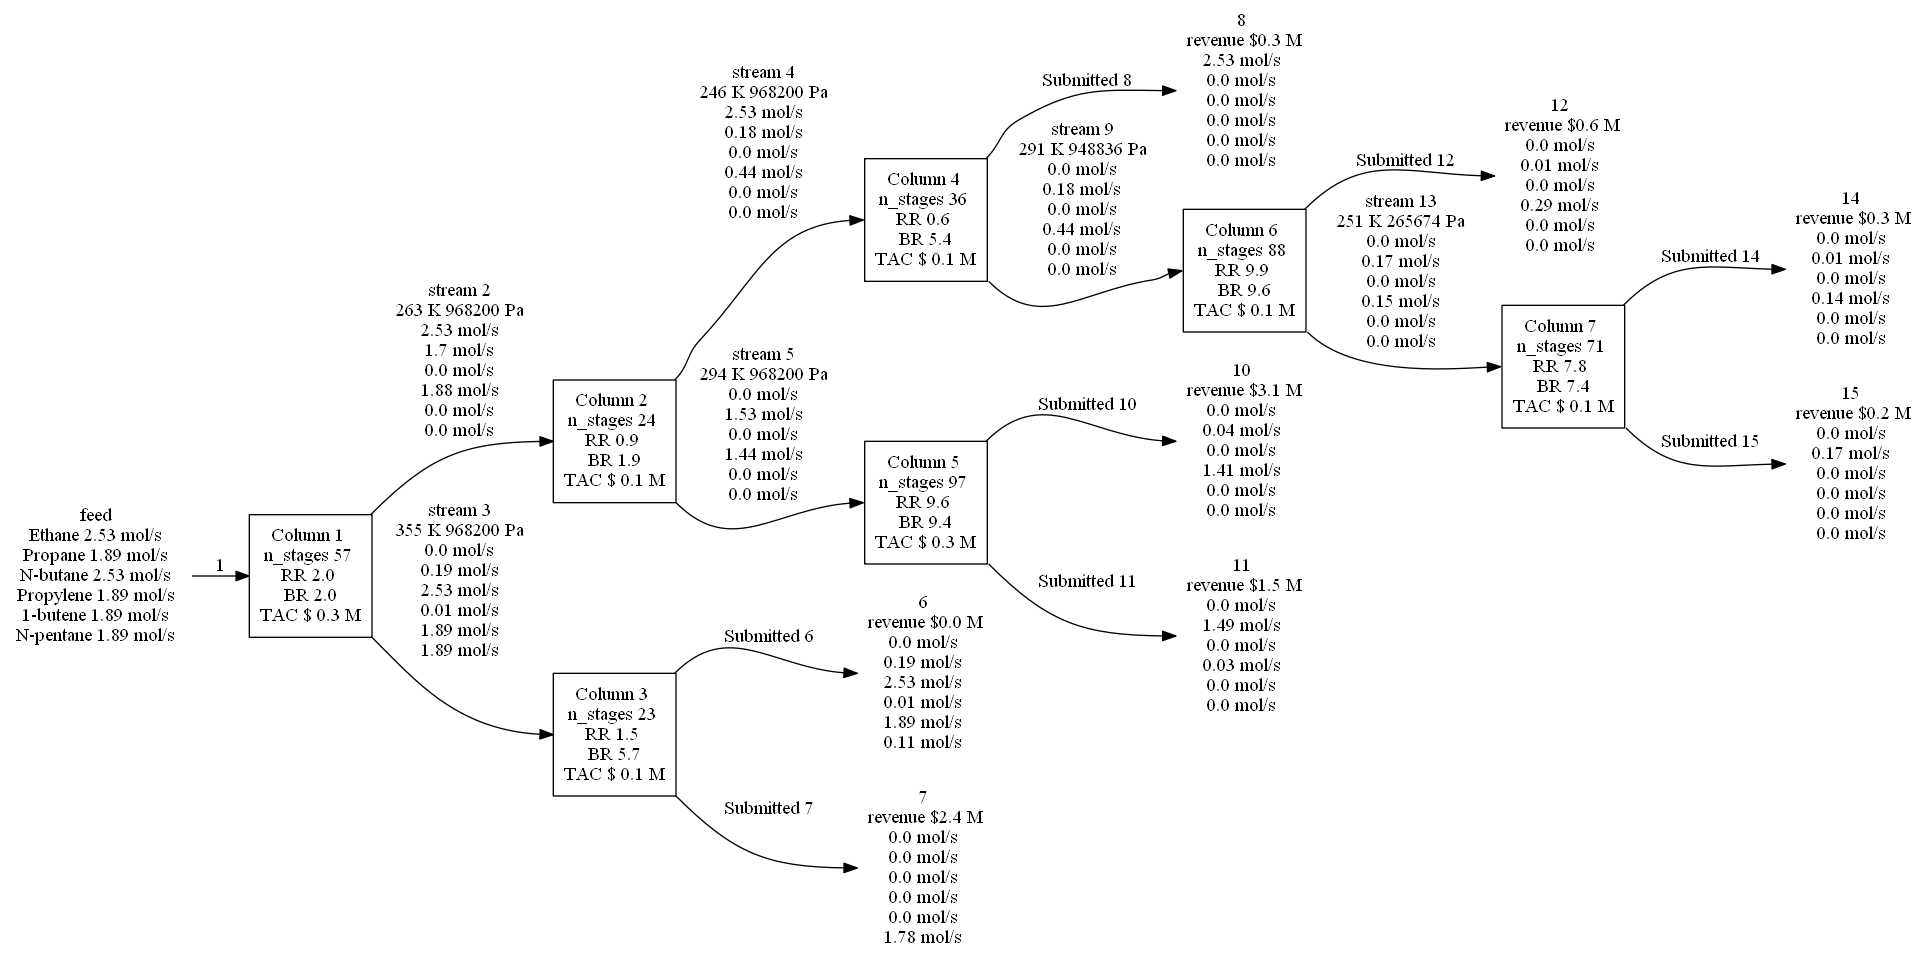 feed
Ethane 2.53 mol/s
Propane 1.89 mol/s
N-butane 2.53 mol/s
Propylene 1.89 mol/s
1-butene 1.89 mol/s
N-pentane 1.89 mol/s
1
Column 1
n_stages 57
RR 2.0
BR 2.0
TAC $ 0.3 M
stream 2
263 K 968200 Pa
2.53 mol/s
1.7 mol/s
0.0 mol/s
1.88 mol/s
0.0 mol/s
0.0 mol/s
stream 3
355 K 968200 Pa
0.0 mol/s
0.19 mol/s
2.53 mol/s
0.01 mol/s
1.89 mol/s
1.89 mol/s
Column 2
n_stages 24
RR 0.9
BR 1.9
TAC $ 0.1 M
Column 3
n_stages 23
RR 1.5
BR 5.7
TAC $ 0.1 M
stream 4
246 K 968200 Pa
2.53 mol/s
0.18 mol/s
0.0 mol/s
0.44 mol/s
0.0 mol/s
0.0 mol/s
stream 5
294 K 968200 Pa
0.0 mol/s
1.53 mol/s
0.0 mol/s
1.44 mol/s
0.0 mol/s
0.0 mol/s
Submitted 6
Submitted 7
Column 4
n_stages 36
RR 0.6
BR 5.4
TAC $ 0.1 M
Column 5
n_stages 97
RR 9.6
BR 9.4
TAC $ 0.3 M
6
revenue $0.0 M
0.0 mol/s
0.19 mol/s
2.53 mol/s
0.01 mol/s
1.89 mol/s
0.11 mol/s
7
revenue $2.4 M
0.0 mol/s
0.0 mol/s
0.0 mol/s
0.0 mol/s
0.0 mol/s
1.78 mol/s
Submitted 8
stream 9
291 K 948836 Pa
0.0 mol/s
0.18 mol/s
0.0 mol/s
0.44 mol/s
0.0 mol/s
0.0 mol/s
Submitted 10
Submitted 11
8
revenue $0.3 M
2.53 mol/s
0.0 mol/s
0.0 mol/s
0.0 mol/s
0.0 mol/s
0.0 mol/s
Column 6
n_stages 88
RR 9.9
BR 9.6
TAC $ 0.1 M
10
revenue $3.1 M
0.0 mol/s
0.04 mol/s
0.0 mol/s
1.41 mol/s
0.0 mol/s
0.0 mol/s
11
revenue $1.5 M
0.0 mol/s
1.49 mol/s
0.0 mol/s
0.03 mol/s
0.0 mol/s
0.0 mol/s
Submitted 12
stream 13
251 K 265674 Pa
0.0 mol/s
0.17 mol/s
0.0 mol/s
0.15 mol/s
0.0 mol/s
0.0 mol/s
12
revenue $0.6 M
0.0 mol/s
0.01 mol/s
0.0 mol/s
0.29 mol/s
0.0 mol/s
0.0 mol/s
Column 7
n_stages 71
RR 7.8
BR 7.4
TAC $ 0.1 M
Submitted 14
Submitted 15
14
revenue $0.3 M
0.0 mol/s
0.01 mol/s
0.0 mol/s
0.14 mol/s
0.0 mol/s
0.0 mol/s
15
revenue $0.2 M
0.0 mol/s
0.17 mol/s
0.0 mol/s
0.0 mol/s
0.0 mol/s
0.0 mol/s